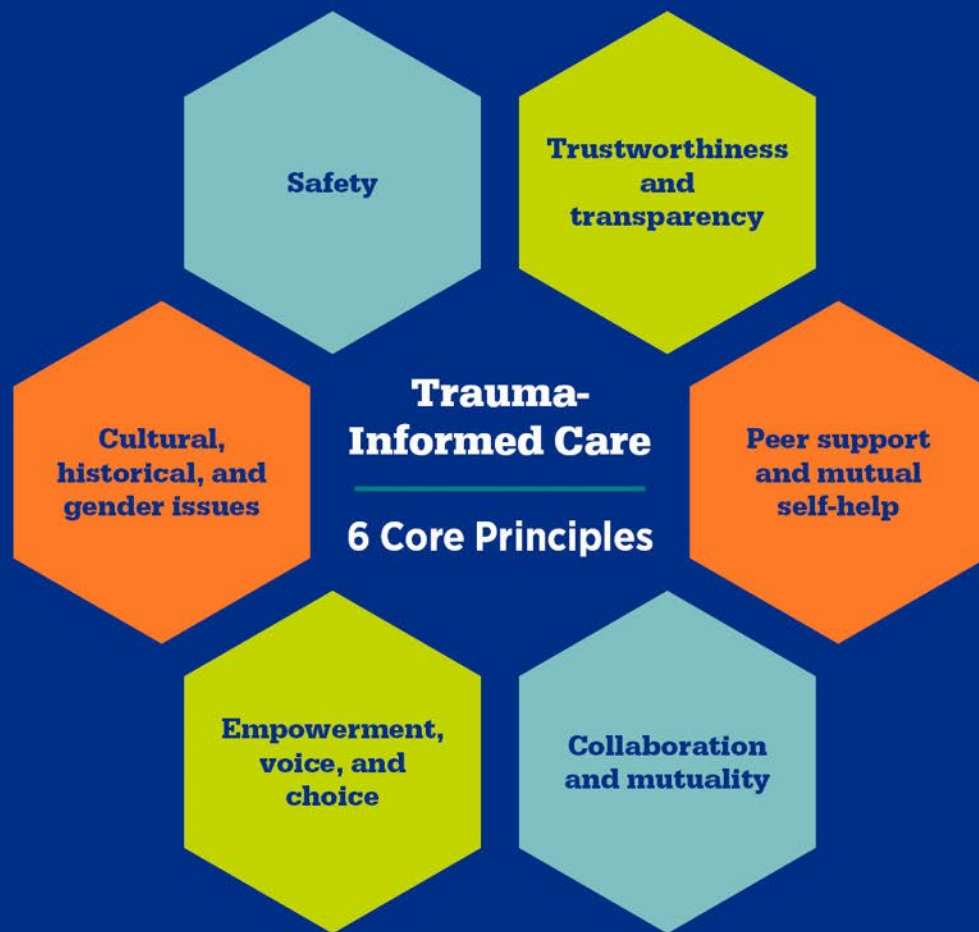 Safety
Trustworthiness
and
transparency
Cultural,
historical, and
gender issues
Trauma-
Informed Care
6 Core Principles
Peer support
and mutual
self-help
Empowerment,
voice, and
choice
Collaboration
and mutuality